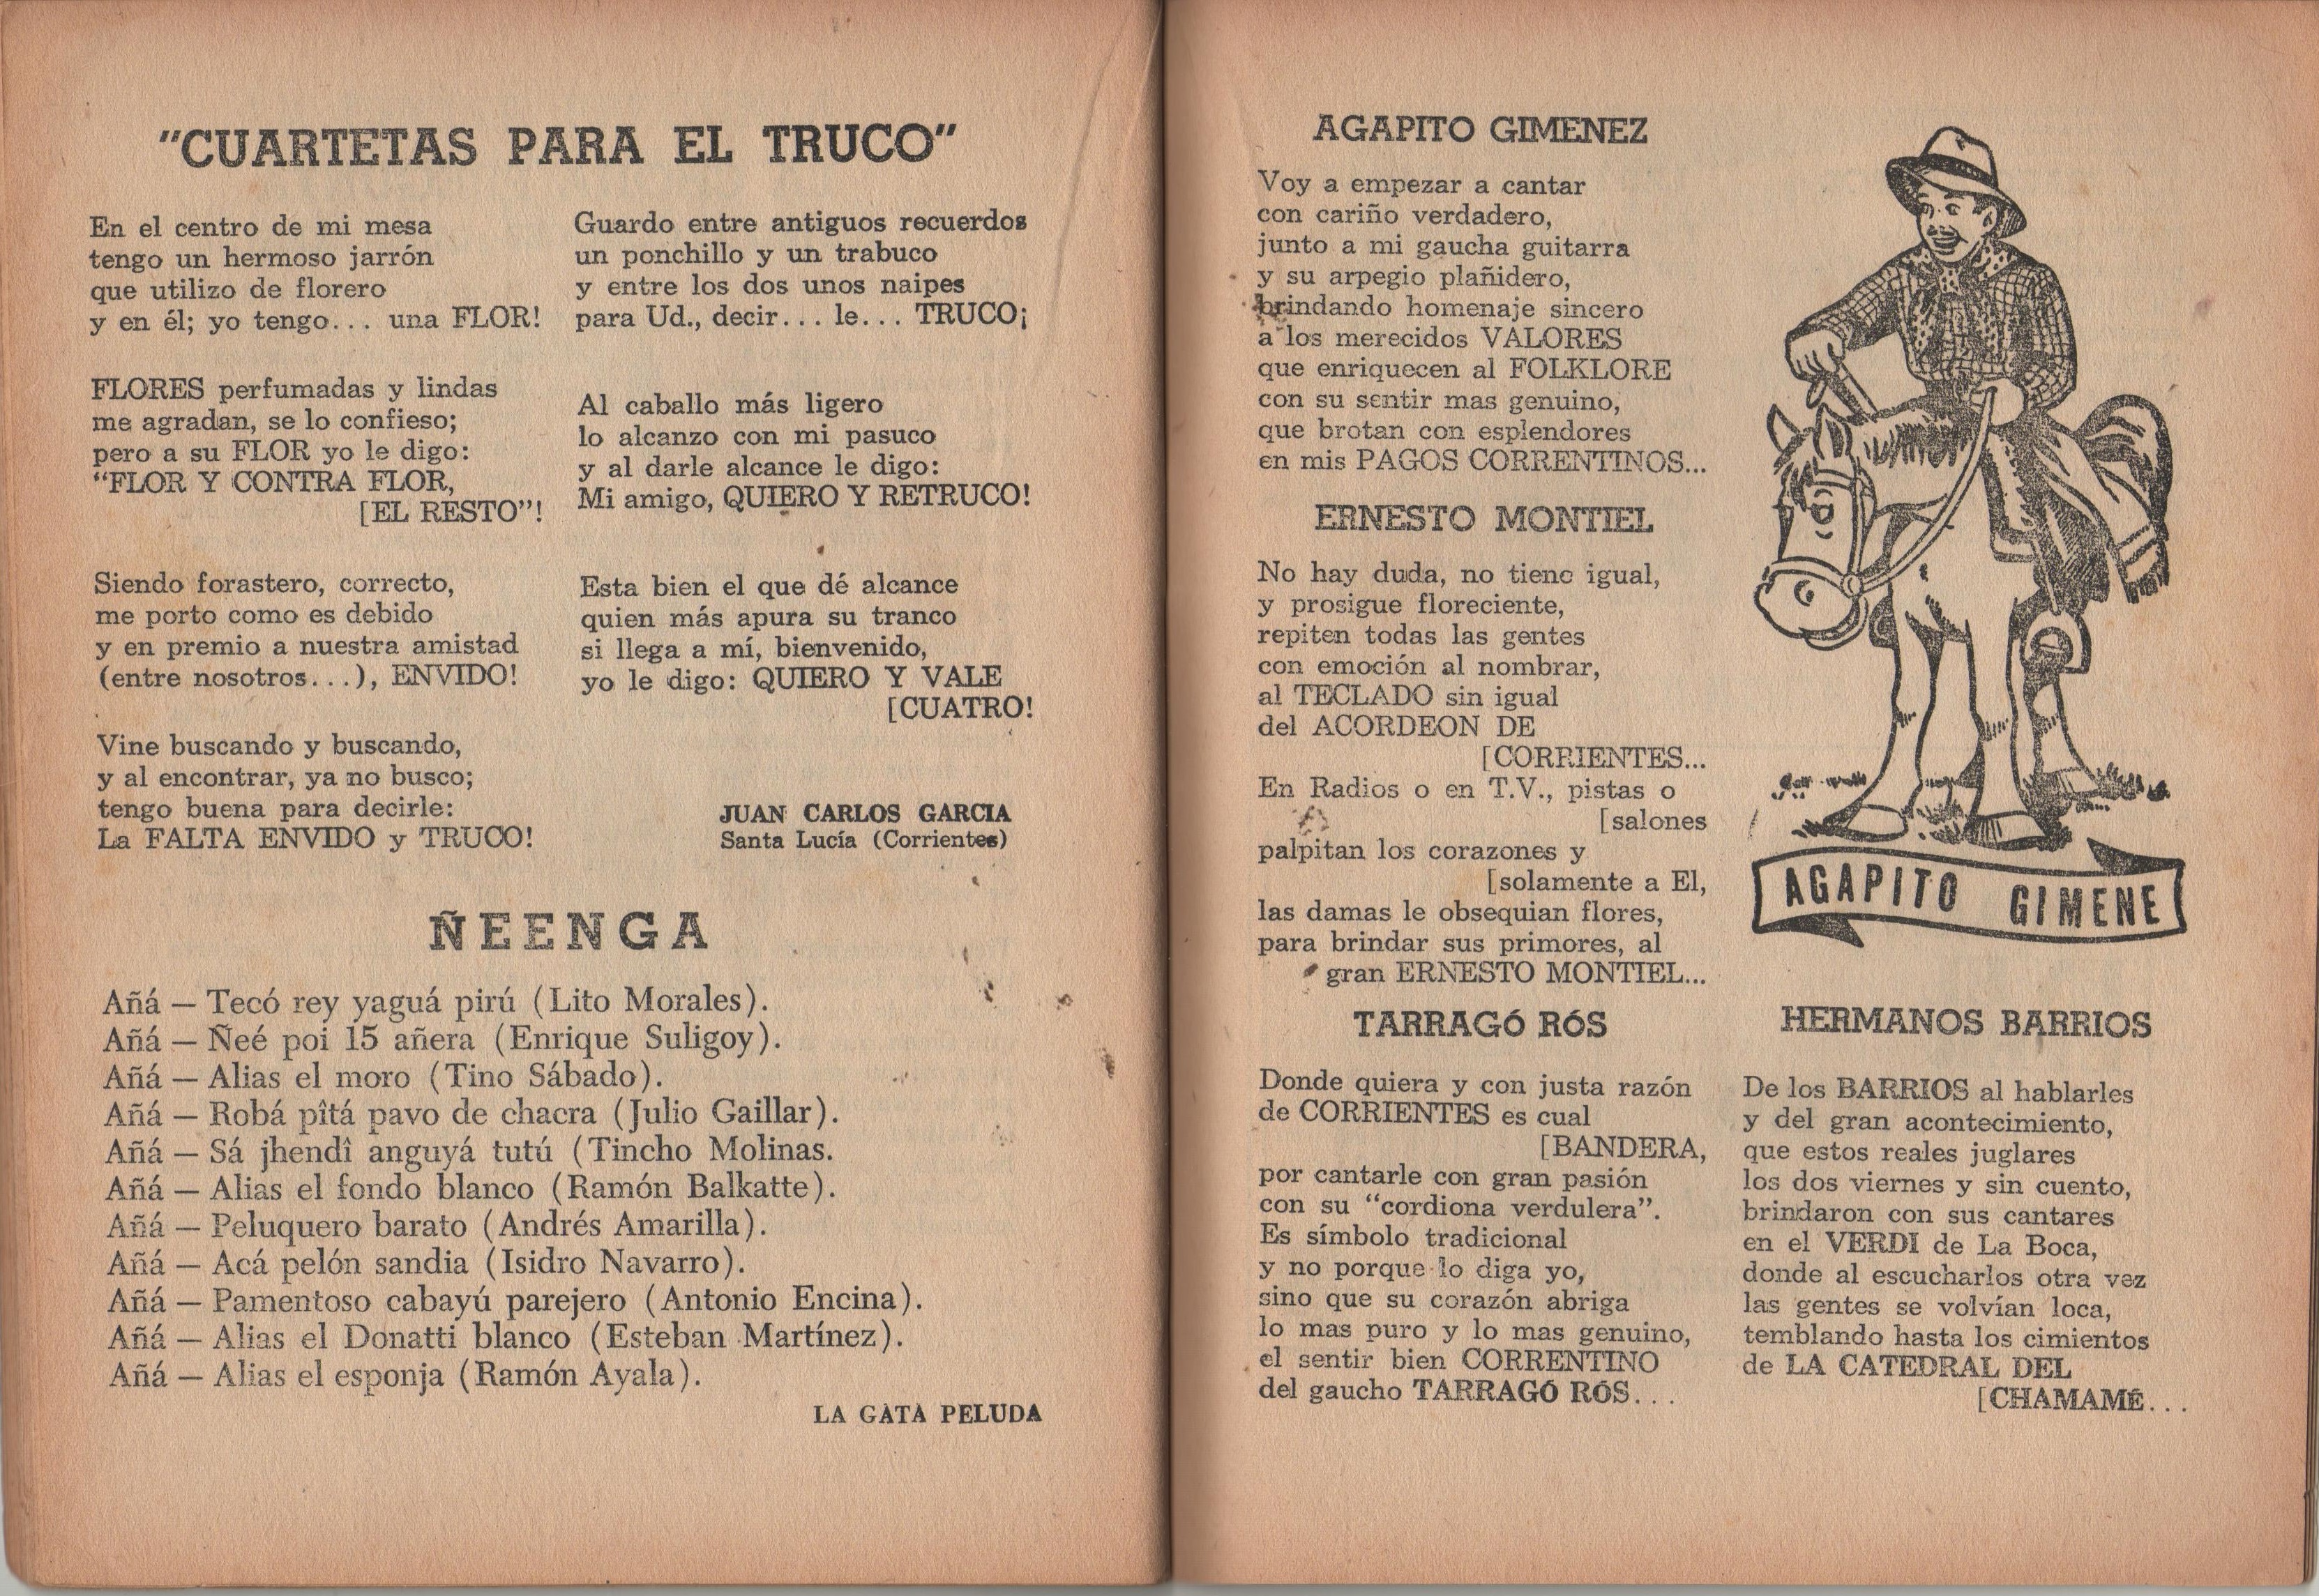 "CUARTETAS PARA EL TRUCO"
En el centro de mi mesa
tengo un hermoso jarrón
que utilizo de florero
y en él; yo tengo... una FLOR!
FLORES perfumadas y lindas
me agradan, se lo confieso;
pero a su FLOR yo le digo:
“FLOR Y CONTRA FLOR,
[EL RESTO”!
Siendo forastero, correcto,
me porto como es debido
y en premio a nuestra amistad
(entre nosotros...), ENVIDO!
Vine buscando y buscando,
y al encontrar, ya no busco;
tengo buena para decirle:
La FALTA ENVIDO y TRUCO!
Guardo entre antiguos recuerdos
un ponchillo y un trabuco
y entre los dos unos naipes
para Ud., decir... le... TRUCO¡
Al caballo más ligero
lo alcanzo con mi pasuco
y al darle alcance le digo:
Mi amigo, QUIERO Y RETRUCO!
Esta bien el que dé alcance
quien más apura su tranco
si llega a mí, bienvenido,
yo le digo: QUIERO Y VALE
[CUATRO!
JUAN CARLOS GARCIA
Santa Lucía (Corrientes)
ÑEENGA
Añá — Tecó rey yaguá pirú (Lito Morales).
Añá — Ñeé poi 15 añera (Enrique Suligoy).
Añá — Alias el moro (Tino Sábado).
Añá — Robá pîtá pavo de chacra (Julio Gaillar).
Añá — Sá jhendî anguyá tutú (Tincho Molinas.
Añá — Alias el fondo blanco (Ramón Balkatte).
Añá — Peluquero barato (Andrés Amarilla).
Añá — Acá pelón sandia (Isidro Navarro).
Añá — Pamentoso cabayú parejero (Antonio Encina).
Añá — Alias el Donatti blanco (Esteban Martínez).
Añá — Alias el esponja (Ramón Ayala).
LA GATA PELUDA
AGAPITO GIMENEZ
Voy a empezar a cantar
con cariño verdadero,
junto a mi gaucha guitarra
y su arpegio plañidero,
brindando homenaje sincero
a los merecidos VALORES
que enriquecen al FOLKLORE
con su sentir mas genuino,
que brotan con esplendores
en mis PAGOS CORRENTINOS...
ERNESTO MONTIEL
No hay duda, no tiene igual,
y prosigue floreciente,
repiten todas las gentes
con emoción al nombrar,
al TECLADO sin igual
del ACORDEON DE
[CORRIENTES...
En Radios o en T.V., pistas o
[salones
palpitan los corazones y
[solamente a El,
las damas le obsequian flores,
para brindar sus primores, al
gran ERNESTO MONTIEL...
AGAPITO GIMENE
TARRAGÓ RÓS
Donde quiera y con justa razón
de CORRIENTES es cual
[BANDERA,
por cantarle con gran pasión
con su “cordiona verdulera”.
Es símbolo tradicional
y no porque lo diga yo,
sino que su corazón abriga
lo mas puro y lo mas genuino,
el sentir bien CORRENTINO
del gaucho TARRAGÓ RÓS...
HERMANOS BARRIOS
De los BARRIOS al hablarles
y del gran acontecimiento,
que estos reales juglares
los dos viernes y sin cuento,
brindaron con sus cantares
en el VERDI de La Boca,
donde al escucharlos otra vez
las gentes se volvían loca,
temblando hasta los cimientos
de LA CATEDRAL DEL
[CHAMAMÉ...